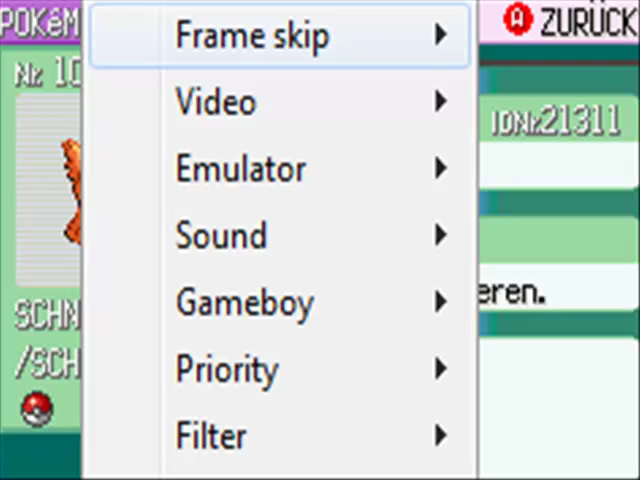 POKéM
Frame skip
A ZURÜCK
Nr. 10
Video
IDNr.21311
Emulator
Sound
eren.
SCHN
Gameboy
/SCH
Priority
Filter